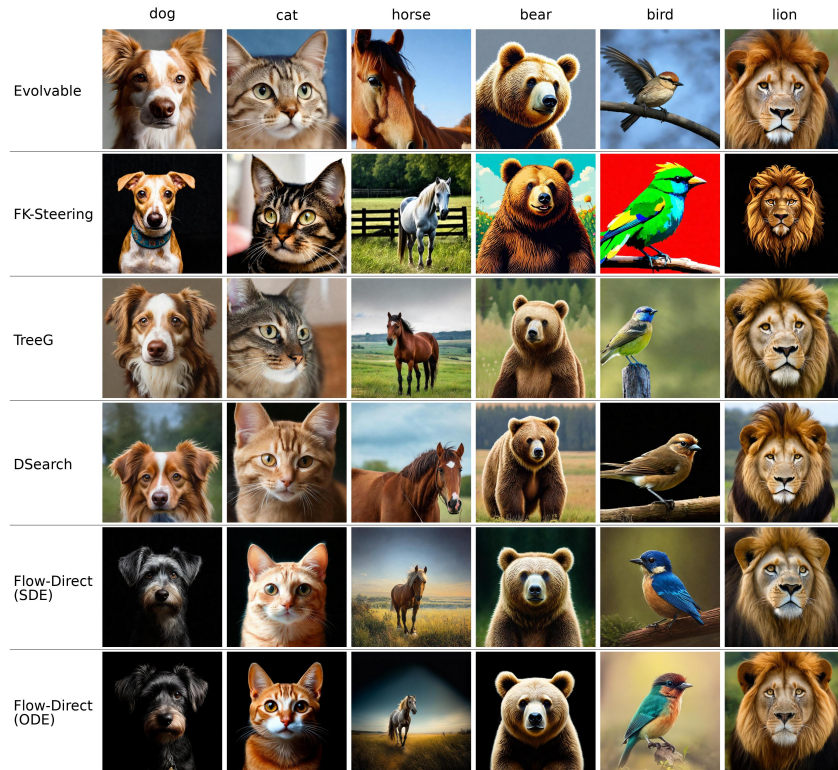 dog cat horse bear bird lion
Evolvable
FK-Steering
TreeG
DSearch
Flow-Direct
(SDE)
Flow-Direct
(ODE)